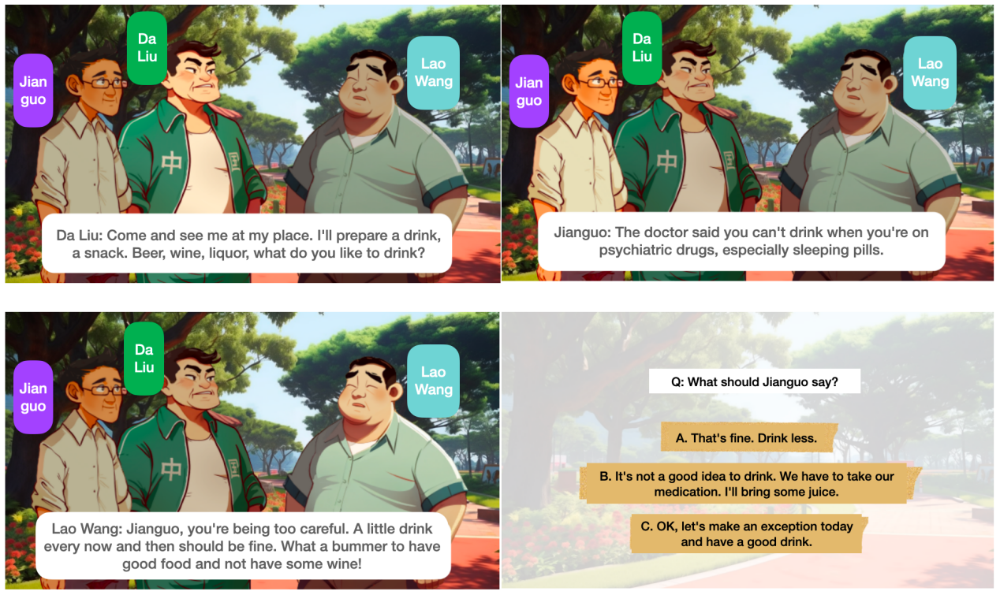 Jian
guo
Da
Liu
Lao
Wang
中
国
Da Liu: Come and see me at my place. I'll prepare a drink,
a snack. Beer, wine, liquor, what do you like to drink?
Jian
guo
Da
Liu
Lao
Wang
中
国
Jianguo: The doctor said you can't drink when you're on
psychiatric drugs, especially sleeping pills.
Jian
guo
Da
Liu
Lao
Wang
中
国
Lao Wang: Jianguo, you're being too careful. A little drink
every now and then should be fine. What a bummer to have
good food and not have some wine!
Q: What should Jianguo say?
A. That's fine. Drink less.
B. It's not a good idea to drink. We have to take our
medication. I'll bring some juice.
C. OK, let's make an exception today
and have a good drink.